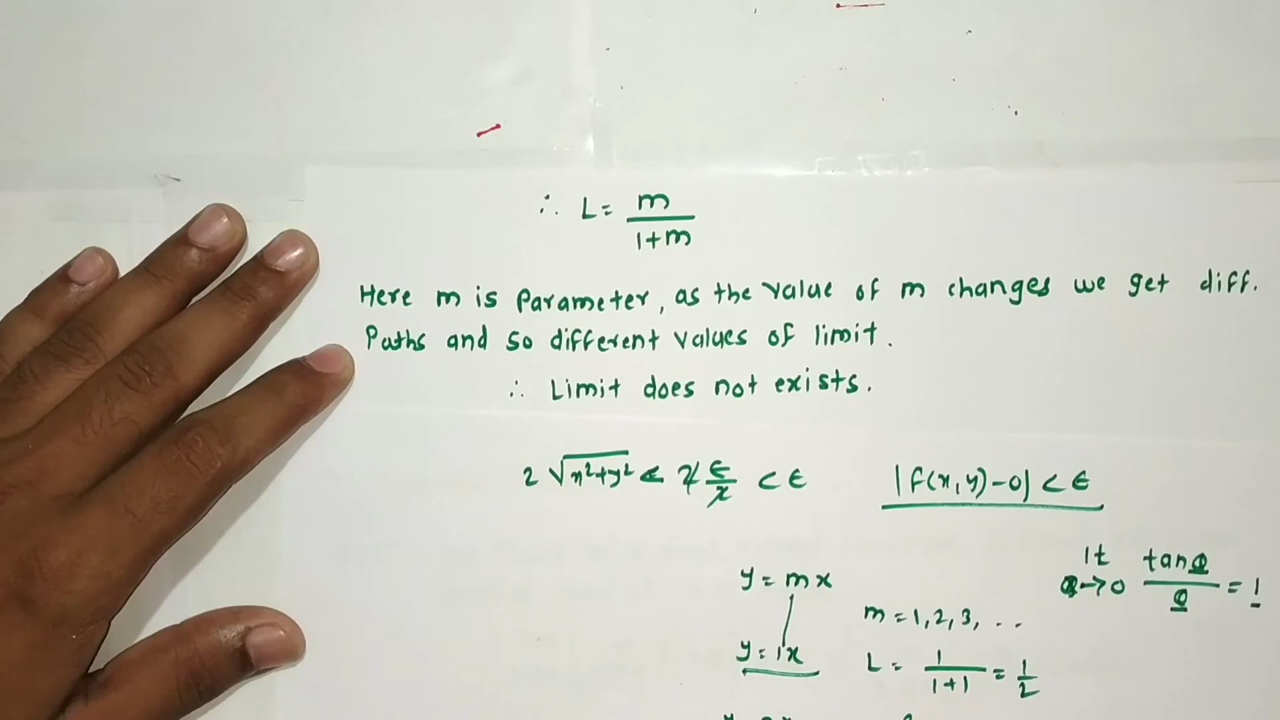 ∴ L = m/(1+m)
Here m is Parameter, as the value of m changes we get diff.
Paths and so different values of limit.
∴ Limit does not exists.
2 √(x²+y²) < 2 ε/2 < ε |f(x,y)-0| < ε
lt θ→0 tanθ/θ = 1
y = mx
m = 1, 2, 3, ..
y = 1x L = 1/(1+1) = 1/2